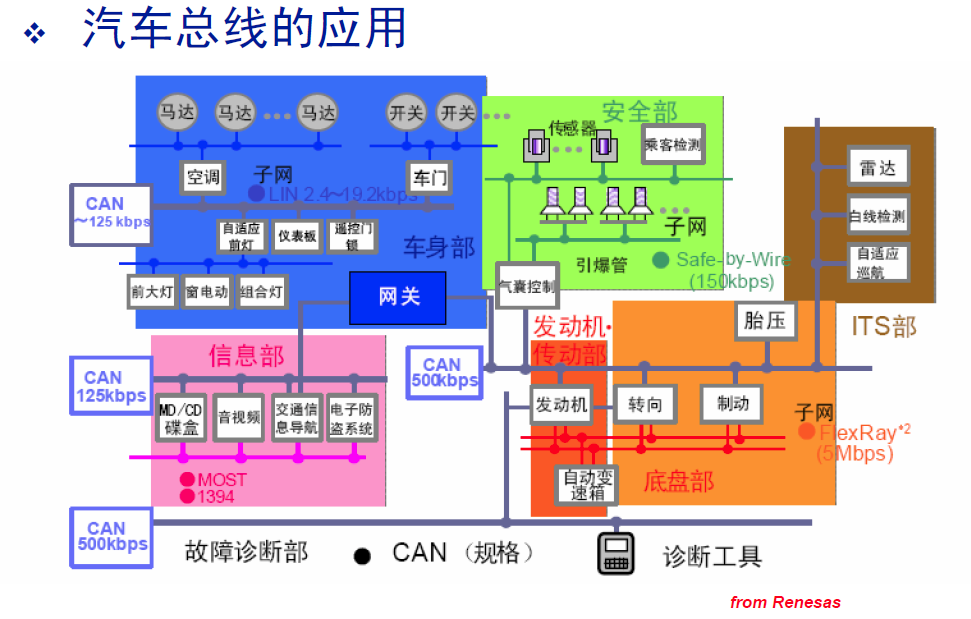 ❖ 汽车总线的应用
马达 马达 ••• 马达 开关 开关 •••
安全部
传感器
•••
乘客检测
空调
子网
LIN 2.4～19.2kbps
车门
CAN
～125 kbps
自适应
前灯
仪表板
遥控门
锁
车身部
前大灯
窗电动
组合灯
网关
•••
子网
引爆管
Safe-by-Wire
(150kbps)
气囊控制
雷达
白线检测
自适应
巡航
ITS部
胎压
发动机•
传动部
信息部
CAN
125kbps
CAN
500kbps
MD/CD
碟盒
音视频
交通信
息导航
电子防
盗系统
发动机
转向
制动
子网
FlexRay*2
(5Mbps)
自动变
速箱
底盘部
MOST
1394
CAN
500kbps
故障诊断部
● CAN （规格）
诊断工具
from Renesas